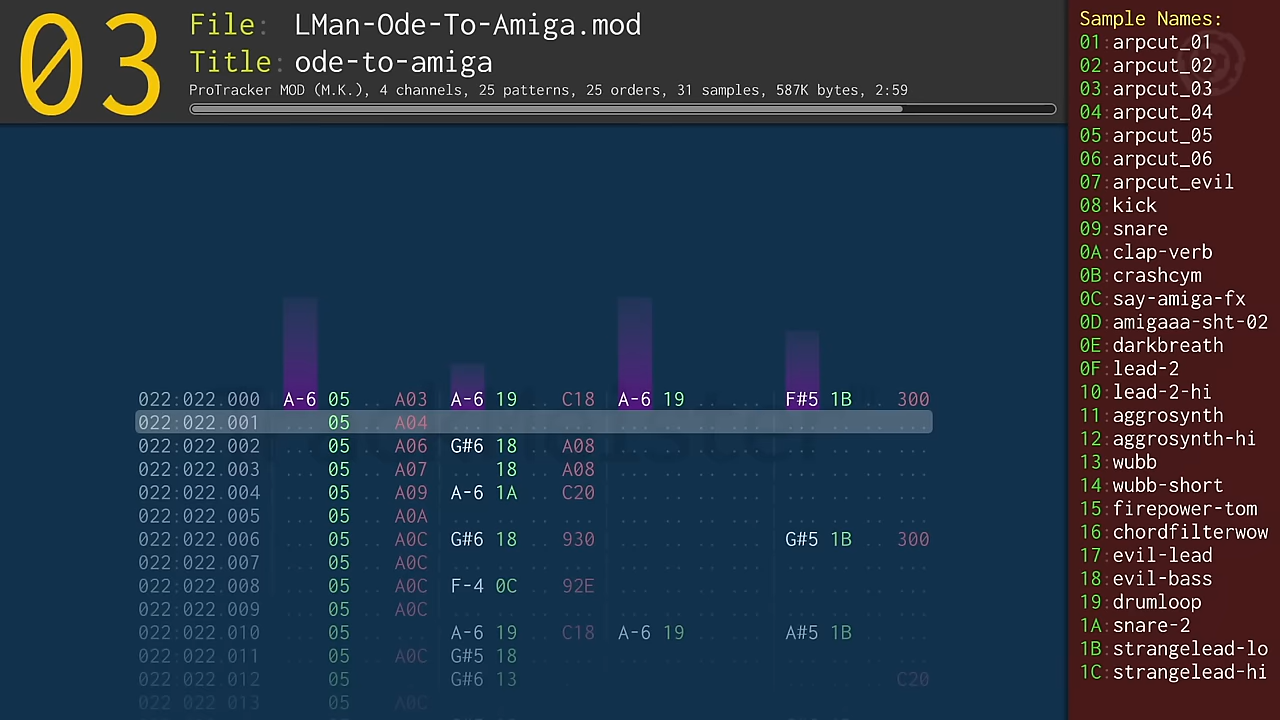 03
File: LMan-Ode-To-Amiga.mod
Title: ode-to-amiga
ProTracker MOD (M.K.), 4 channels, 25 patterns, 25 orders, 31 samples, 587K bytes, 2:59
022:022.000 A-6 05 .. A03 A-6 19 .. C18 A-6 19 .. ... F#5 1B .. 300
022:022.001 ... 05 .. A04 ... .. .. ... ... .. .. ... ... .. .. ...
022:022.002 ... 05 .. A06 G#6 18 .. A08 ... .. .. ... ... .. .. ...
022:022.003 ... 05 .. A07 ... 18 .. A08 ... .. .. ... ... .. .. ...
022:022.004 ... 05 .. A09 A-6 1A .. C20 ... .. .. ... ... .. .. ...
022:022.005 ... 05 .. A0A ... .. .. ... ... .. .. ... ... .. .. ...
022:022.006 ... 05 .. A0C G#6 18 .. 930 ... .. .. ... G#5 1B .. 300
022:022.007 ... 05 .. A0C ... .. .. ... ... .. .. ... ... .. .. ...
022:022.008 ... 05 .. A0C F-4 0C .. 92E ... .. .. ... ... .. .. ...
022:022.009 ... 05 .. A0C ... .. .. ... ... .. .. ... ... .. .. ...
022:022.010 ... 05 .. ... A-6 19 .. C18 A-6 19 .. ... A#5 1B .. ...
022:022.011 ... 05 .. A0C G#5 18 .. ... ... .. .. ... ... .. .. ...
022:022.012 ... 05 .. ... G#6 13 .. ... ... .. .. ... ... .. .. C20
022:022.013 ... 05 .. A0C ... .. .. ... ... .. .. ... ... .. .. ...
Sample Names:
01:arpcut_01
02:arpcut_02
03:arpcut_03
04:arpcut_04
05:arpcut_05
06:arpcut_06
07:arpcut_evil
08:kick
09:snare
0A:clap-verb
0B:crashcym
0C:say-amiga-fx
0D:amigaaa-sht-02
0E:darkbreath
0F:lead-2
10:lead-2-hi
11:aggrosynth
12:aggrosynth-hi
13:wubb
14:wubb-short
15:firepower-tom
16:chordfilterwow
17:evil-lead
18:evil-bass
19:drumloop
1A:snare-2
1B:strangelead-lo
1C:strangelead-hi